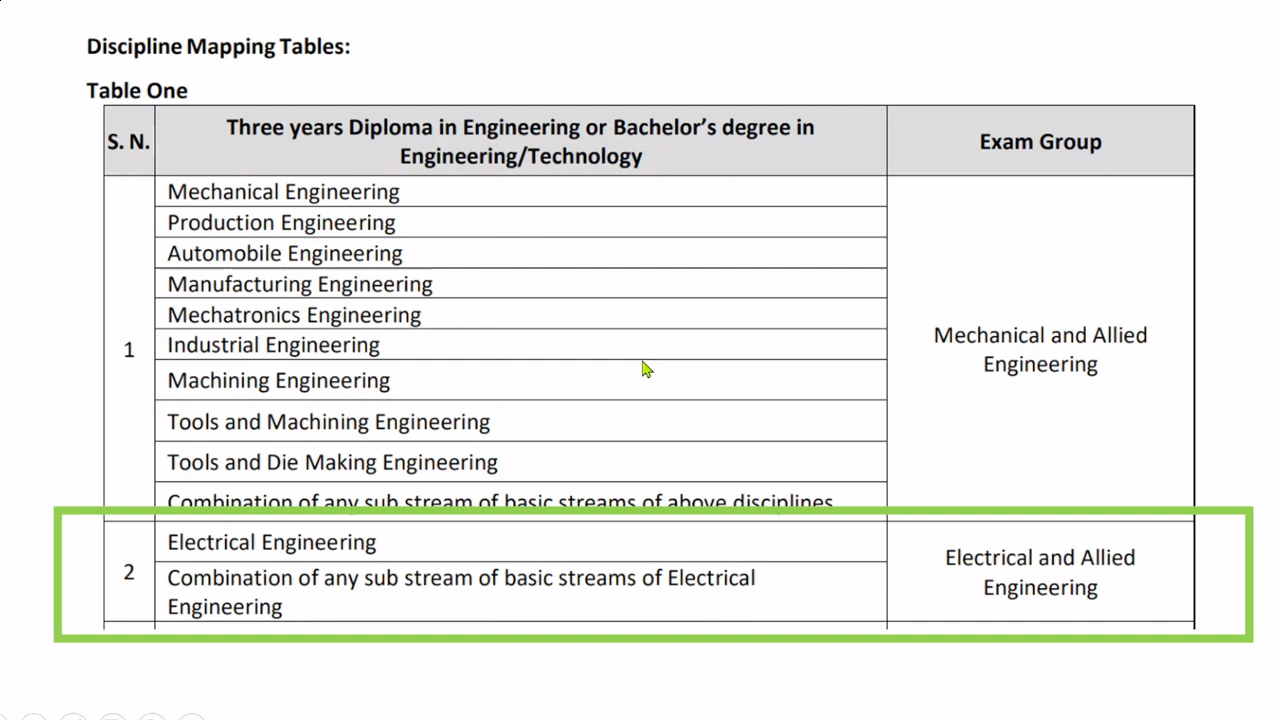 Discipline Mapping Tables:
Table One
S. N.
Three years Diploma in Engineering or Bachelor's degree in
Engineering/Technology
Exam Group
1
Mechanical Engineering
Production Engineering
Automobile Engineering
Manufacturing Engineering
Mechatronics Engineering
Industrial Engineering
Machining Engineering
Tools and Machining Engineering
Tools and Die Making Engineering
Combination of any sub stream of basic streams of above disciplines
Mechanical and Allied
Engineering
2
Electrical Engineering
Combination of any sub stream of basic streams of Electrical
Engineering
Electrical and Allied
Engineering